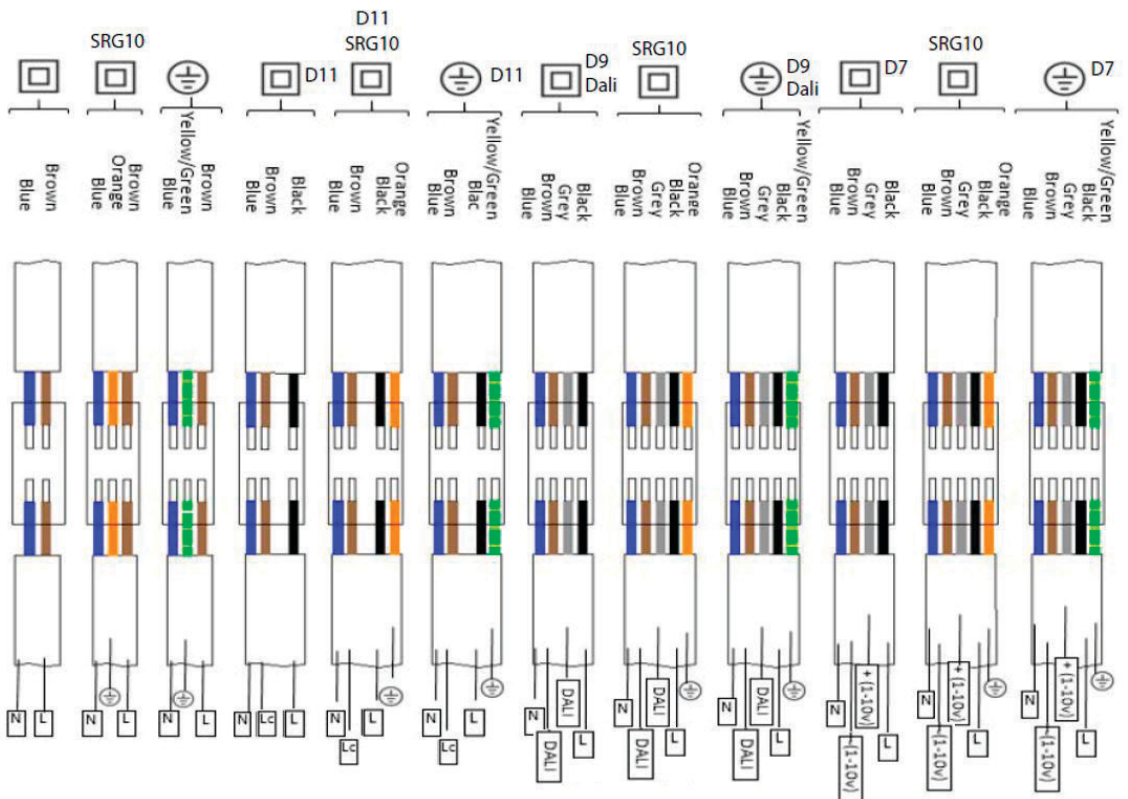 D11
SRG10
SRG10
D11
D11
D9
Dali
SRG10
D9
Dali
D7
SRG10
D7
Brown
Blue
Brown
Orange
Blue
Brown
Yellow/Green
Blue
Black
Brown
Blue
Orange
Black
Brown
Blue
Yellow/Green
Blac
Brown
Blue
Black
Grey
Brown
Blue
Orange
Black
Grey
Brown
Blue
Yellow/Green
Black
Grey
Brown
Blue
Black
Grey
Brown
Blue
Orange
Black
Grey
Brown
Blue
Yellow/Green
Black
Grey
Brown
Blue
N
L
N
L
N
L
N
Lc
L
N
Lc
L
N
Lc
L
N
DALI
DALI
L
N
DALI
DALI
L
N
DALI
DALI
L
N
-(1-10v)
+ (1-10v)
L
N
-(1-10v)
+ (1-10v)
L
N
-(1-10v)
+ (1-10v)
L